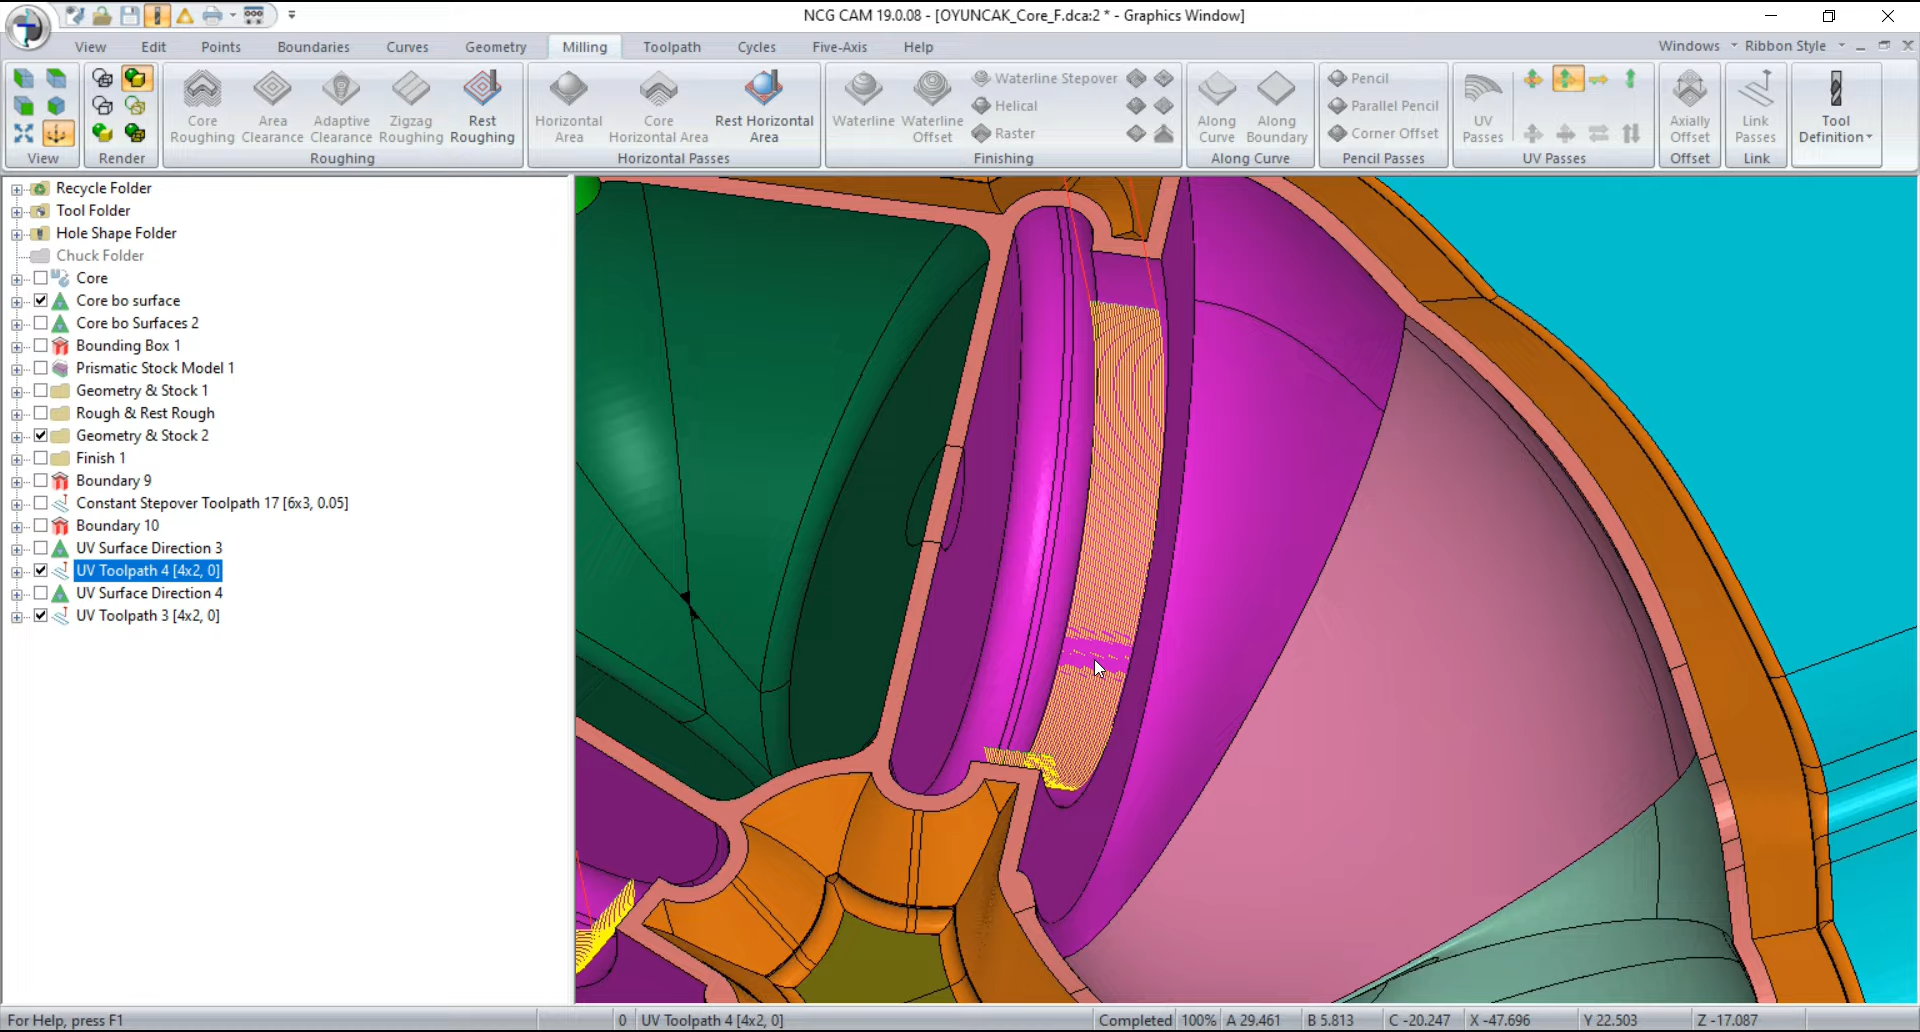 NCG CAM 19.0.08 - [OYUNCAK_Core_F.dca:2 * - Graphics Window]
View Edit Points Boundaries Curves Geometry Milling Toolpath Cycles Five-Axis Help Windows Ribbon Style
Core Roughing
Area Clearance
Adaptive Clearance
Zigzag Roughing
Rest Roughing
Horizontal Area
Core Horizontal Area
Rest Horizontal Area
Waterline
Waterline Offset
Waterline Stepover
Helical
Raster
Along Curve
Along Boundary
Pencil
Parallel Pencil
Corner Offset
UV Passes
Axially Offset
Link Passes
Tool Definition
View Render Roughing Horizontal Passes Finishing Along Curve Pencil Passes UV Passes Offset Link
Recycle Folder
Tool Folder
Hole Shape Folder
Chuck Folder
Core
Core bo surface
Core bo Surfaces 2
Bounding Box 1
Prismatic Stock Model 1
Geometry & Stock 1
Rough & Rest Rough
Geometry & Stock 2
Finish 1
Boundary 9
Constant Stepover Toolpath 17 [6x3, 0.05]
Boundary 10
UV Surface Direction 3
UV Toolpath 4 [4x2, 0]
UV Surface Direction 4
UV Toolpath 3 [4x2, 0]
For Help, press F1 0 UV Toolpath 4 [4x2, 0] Completed 100% A 29.461 B 5.813 C -20.247 X -47.696 Y 22.503 Z -17.087